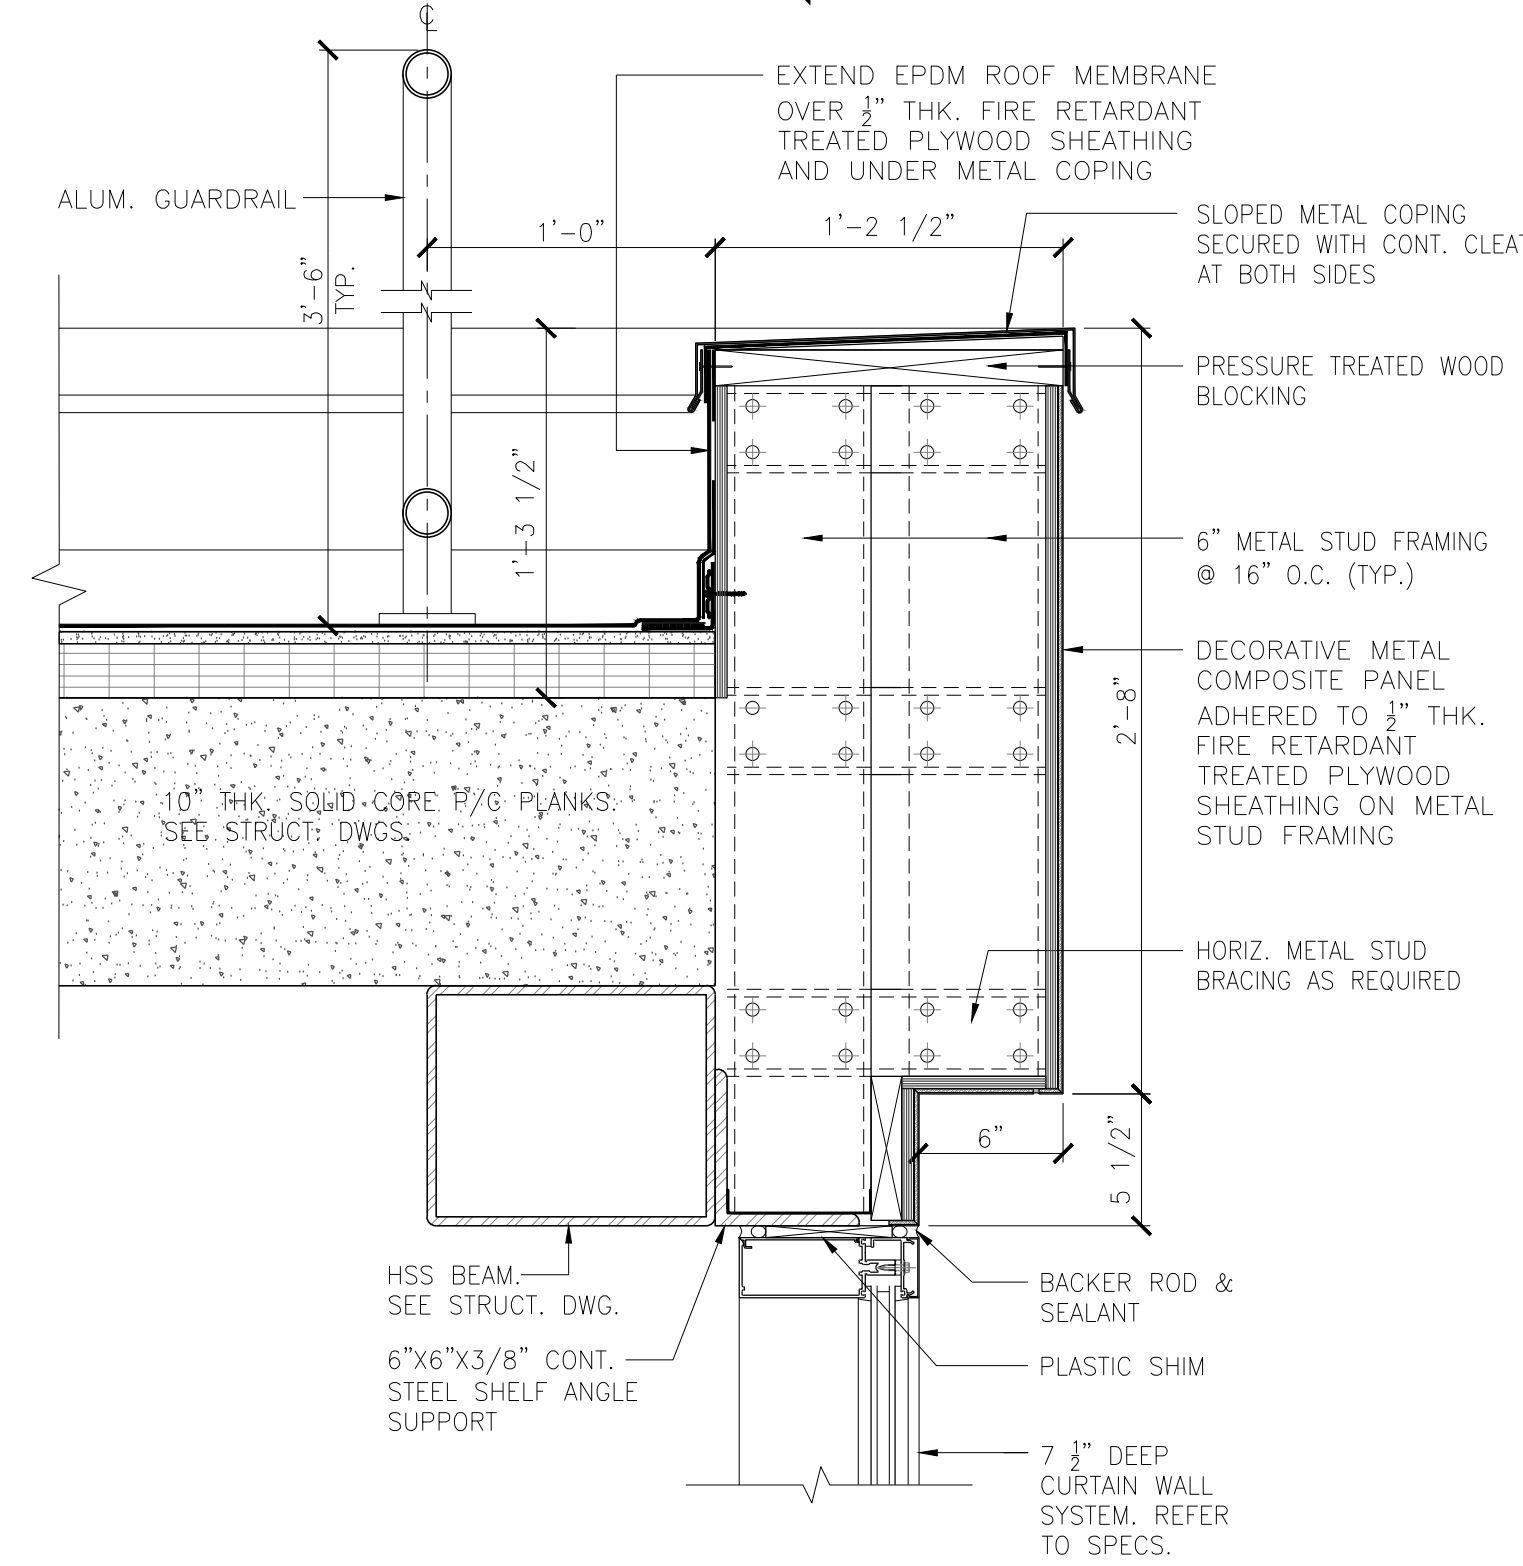 ℄
EXTEND EPDM ROOF MEMBRANE
OVER ½" THK. FIRE RETARDANT
TREATED PLYWOOD SHEATHING
AND UNDER METAL COPING
ALUM. GUARDRAIL
3'-6"
TYP.
1'-0"
1'-2 1/2"
SLOPED METAL COPING
SECURED WITH CONT. CLEAT
AT BOTH SIDES
PRESSURE TREATED WOOD
BLOCKING
1'-3 1/2"
6" METAL STUD FRAMING
@ 16" O.C. (TYP.)
DECORATIVE METAL
COMPOSITE PANEL
ADHERED TO ½" THK.
FIRE RETARDANT
TREATED PLYWOOD
SHEATHING ON METAL
STUD FRAMING
2'-8"
10" THK. SOLID CORE P/C PLANKS.
SEE STRUCT. DWGS.
HORIZ. METAL STUD
BRACING AS REQUIRED
6"
5 1/2"
HSS BEAM.
SEE STRUCT. DWG.
6"X6"X3/8" CONT.
STEEL SHELF ANGLE
SUPPORT
BACKER ROD &
SEALANT
PLASTIC SHIM
7 ½" DEEP
CURTAIN WALL
SYSTEM. REFER
TO SPECS.